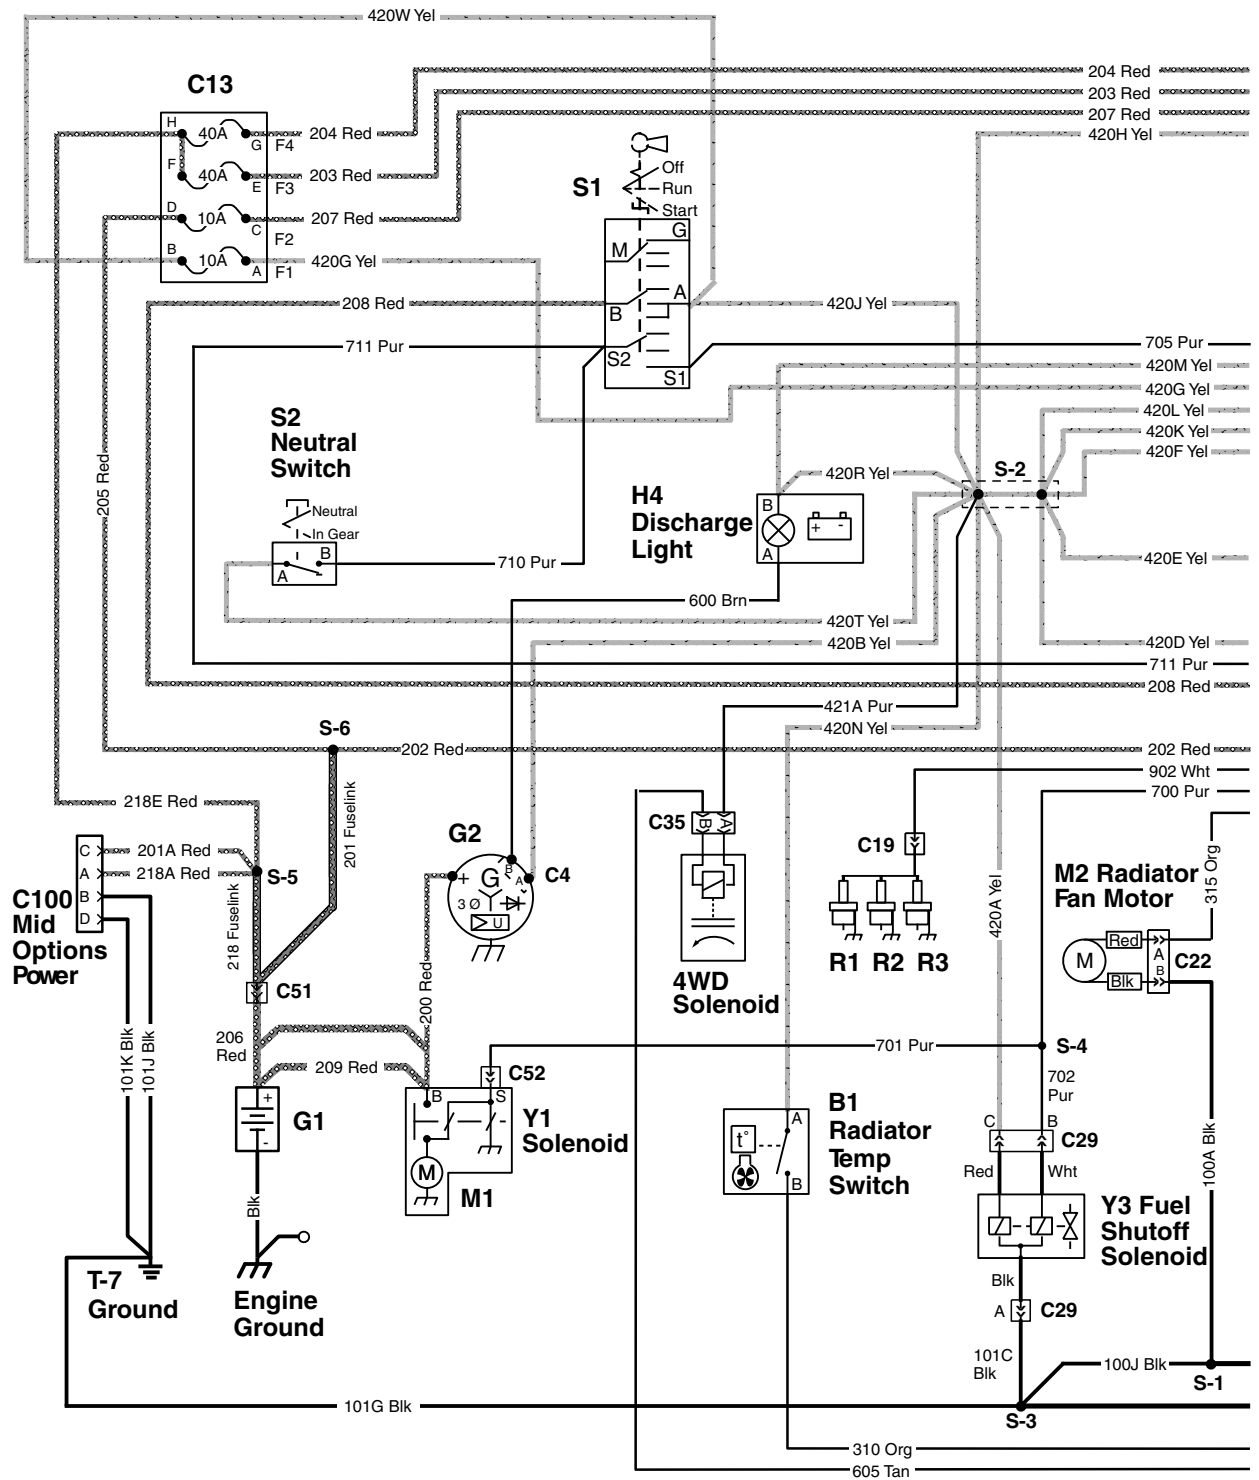 420W Yel
C13
204 Red
203 Red
207 Red
420H Yel
H
40A
G
F4
204 Red
F
40A
E
F3
203 Red
D
10A
C
F2
207 Red
B
10A
A
F1
420G Yel
S1
Off
Run
Start
G
M
A
B
S2
S1
208 Red
420J Yel
711 Pur
705 Pur
420M Yel
420G Yel
420L Yel
420K Yel
420F Yel
S2
Neutral
Switch
205 Red
420R Yel
S-2
H4
Discharge
Light
B
A
+ -
Neutral
In Gear
B
A
710 Pur
420E Yel
600 Brn
420T Yel
420B Yel
420D Yel
711 Pur
208 Red
421A Pur
420N Yel
S-6
202 Red
202 Red
902 Wht
700 Pur
218E Red
201 Fuselink
C35
B
A
G2
C19
C
201A Red
A
218A Red
B
D
S-5
C100
Mid
Options
Power
218 Fuselink
+
G
B
A
3 Ø
U
C4
420A Yel
M2 Radiator
Fan Motor
315 Org
M
Red
Blk
A
B
C22
R1 R2 R3
4WD
Solenoid
C51
200 Red
206
Red
209 Red
101K Blk
101J Blk
701 Pur
S-4
702
Pur
C52
B
S
Y1
Solenoid
M
M1
+
-
G1
B1
Radiator
Temp
Switch
A
t°
B
C
B
C29
Red
Wht
100A Blk
Y3 Fuel
Shutoff
Solenoid
Blk
T-7
Ground
Engine
Ground
Blk
A
C29
101C
Blk
100J Blk
S-1
101G Blk
S-3
310 Org
605 Tan